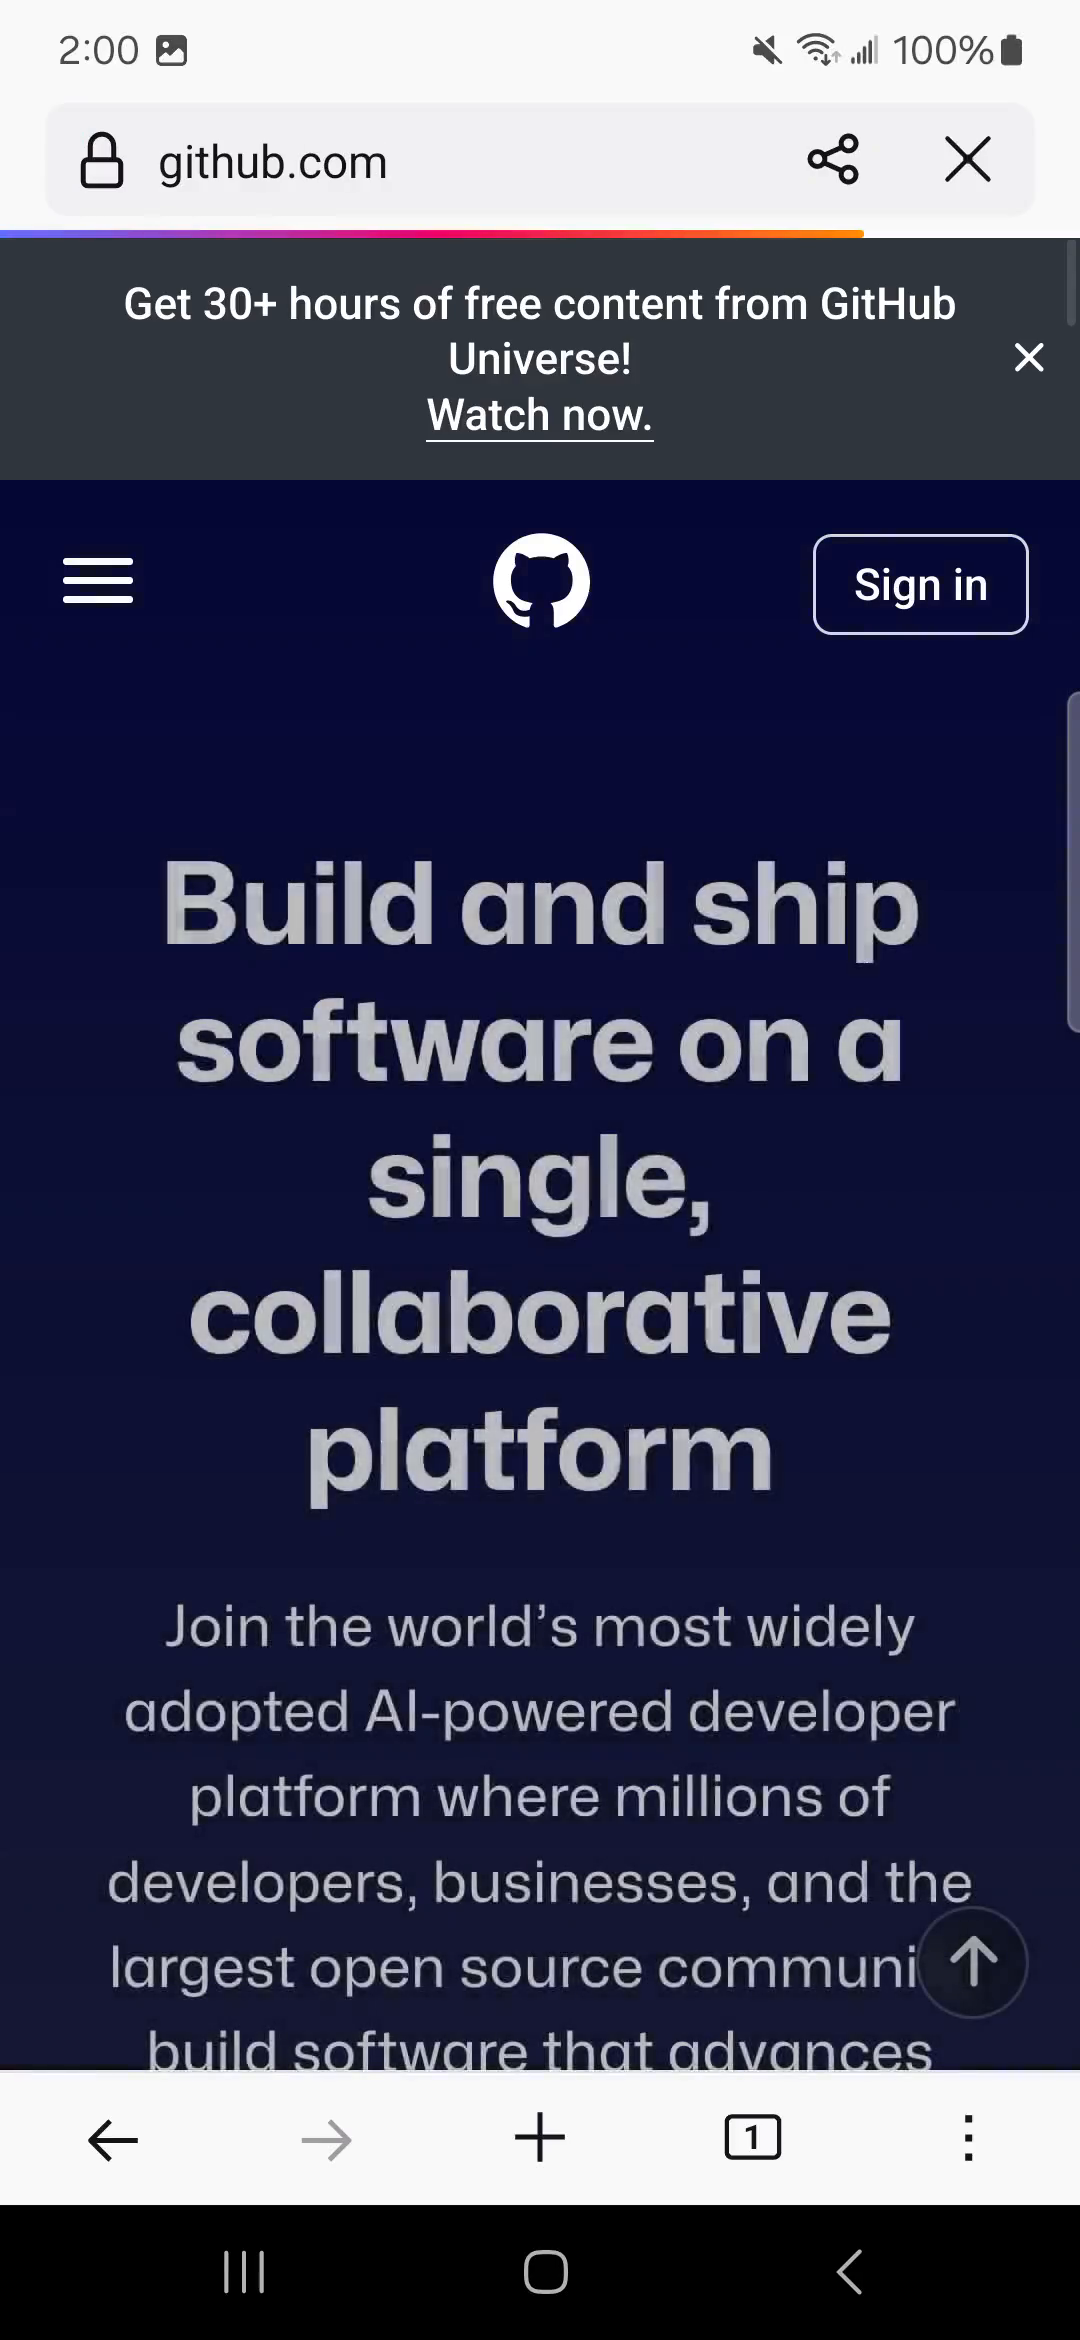 2:00
100%
github.com
Get 30+ hours of free content from GitHub
Universe!
Watch now.
Sign in
Build and ship
software on a
single,
collaborative
platform
Join the world’s most widely
adopted AI-powered developer
platform where millions of
developers, businesses, and the
largest open source communi
build software that advances
1